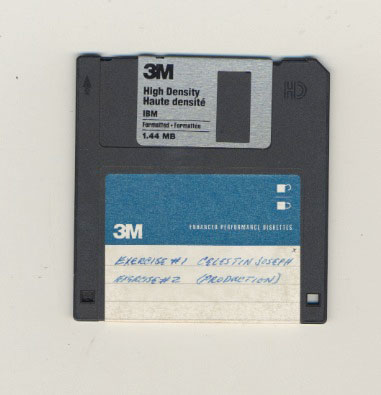 3M
High Density
Haute densité
IBM
Formatted - Formatée
1.44 MB
HD
3M
ENHANCED PERFORMANCE DISKETTES
EXERCISE #1 CELESTIN JOSEPH
EXERCISE #2 (PRODUCTION)